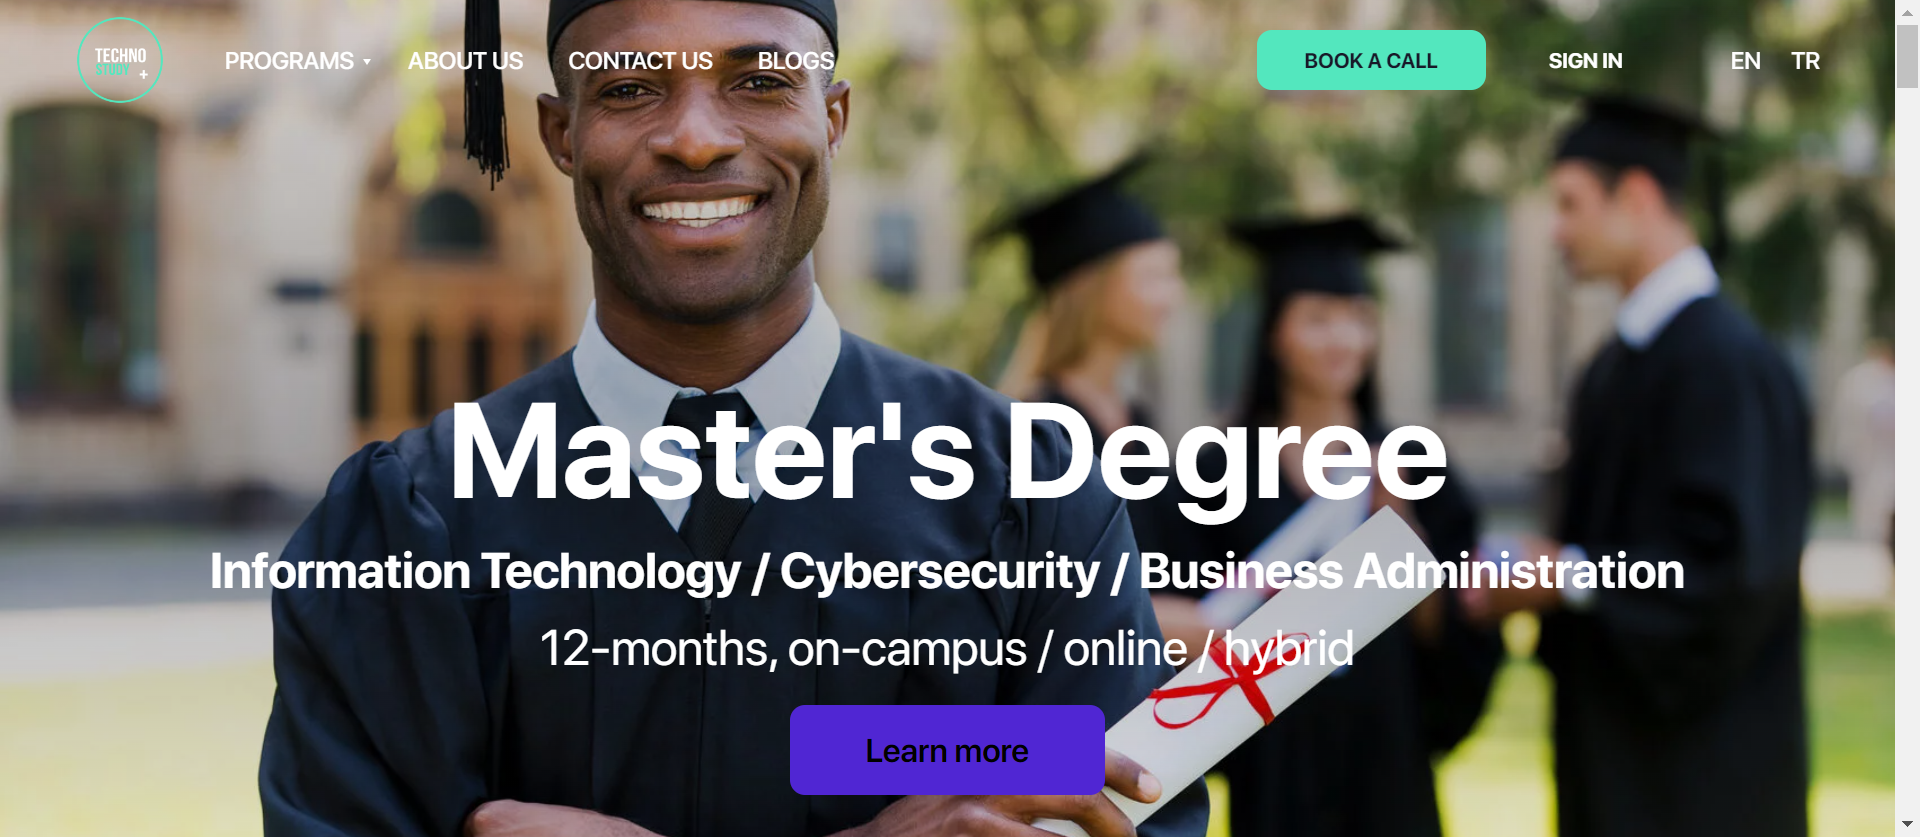 TECHNO
STUDY
+
PROGRAMS ▾
ABOUT US
CONTACT US
BLOGS
BOOK A CALL
SIGN IN
EN
TR
Master's Degree
Information Technology / Cybersecurity / Business Administration
12-months, on-campus / online / hybrid
Learn more